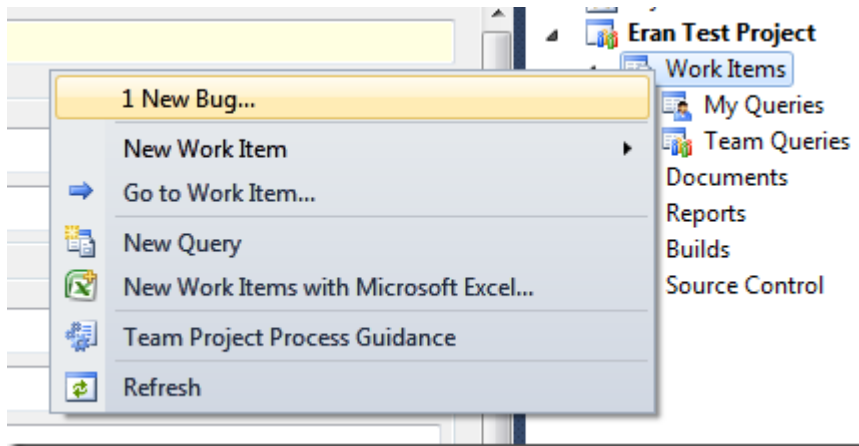 1 New Bug...
New Work Item
Go to Work Item...
New Query
New Work Items with Microsoft Excel...
Team Project Process Guidance
Refresh
Eran Test Project
Work Items
My Queries
Team Queries
Documents
Reports
Builds
Source Control